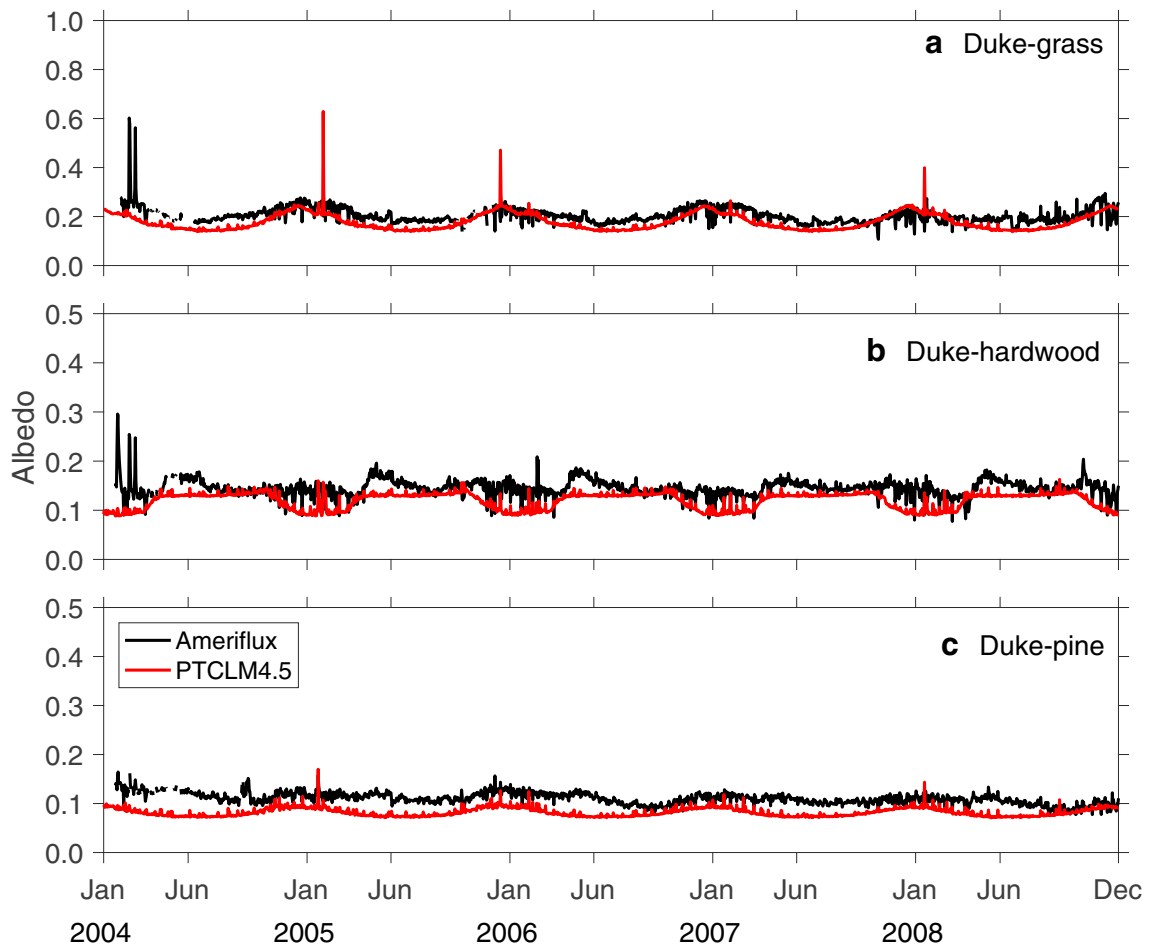 1.0
a Duke-grass
0.8
0.6
0.4
0.2
0.0
0.5
b Duke-hardwood
0.4
0.3
0.2
0.1
0.0
Albedo
0.5
Ameriflux
PTCLM4.5
c Duke-pine
0.4
0.3
0.2
0.1
0.0
Jan Jun Jan Jun Jan Jun Jan Jun Jan Jun Dec
2004 2005 2006 2007 2008